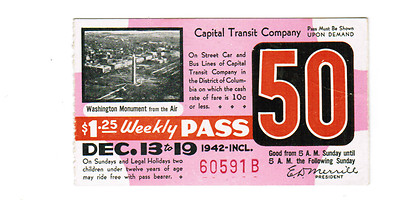 Capital Transit Company
Pass Must Be Shown
UPON DEMAND
On Street Car and
Bus Lines of Capital
Transit Company in
the District of Colum-
bia on which the cash
rate of fare is 10c
or less.
50
Washington Monument from the Air
$1.25 Weekly PASS
DEC. 13 to 19 1942-INCL.
On Sundays and Legal Holidays two
children under twelve years of age
may ride free with pass bearer.
60591 B
Good from 5 A.M. Sunday until
5 A.M. the following Sunday
E.D. Merrill
PRESIDENT